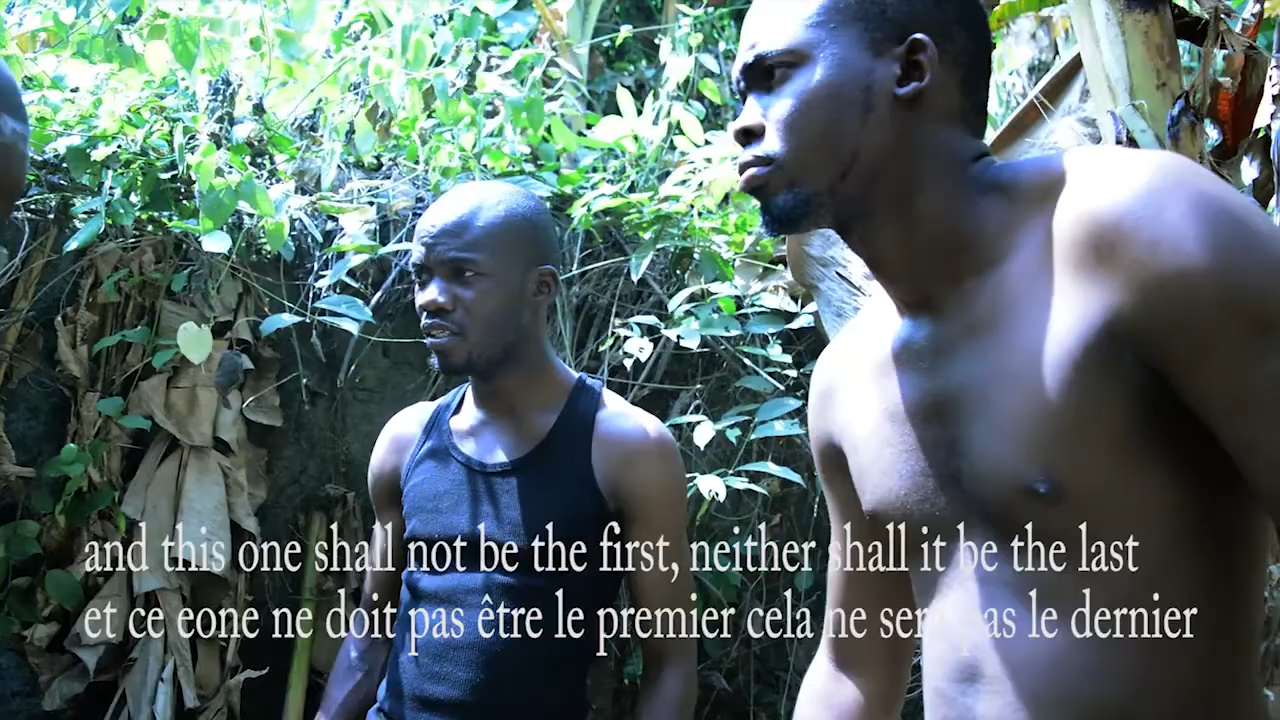 and this one shall not be the first, neither shall it be the last
et ce eone ne doit pas être le premier cela ne sera pas le dernier